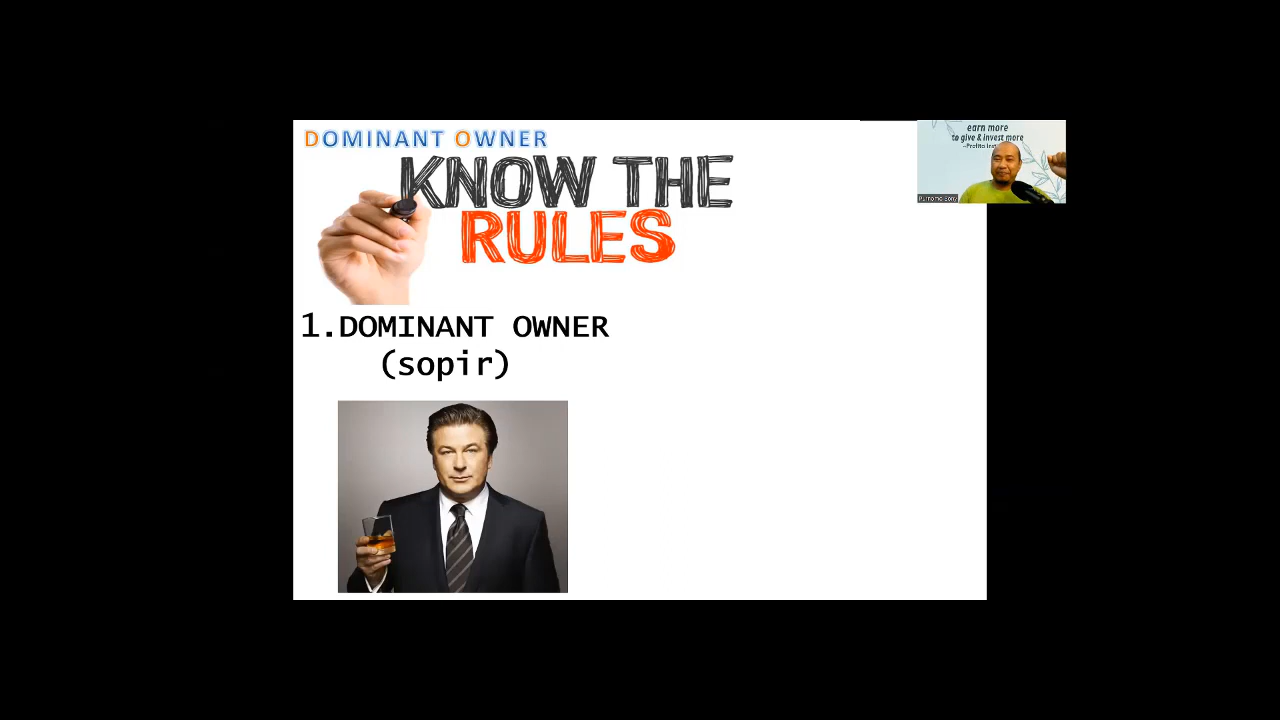 DOMINANT OWNER
KNOW THE
RULES
1.DOMINANT OWNER
(sopir)
earn more
to give & invest more